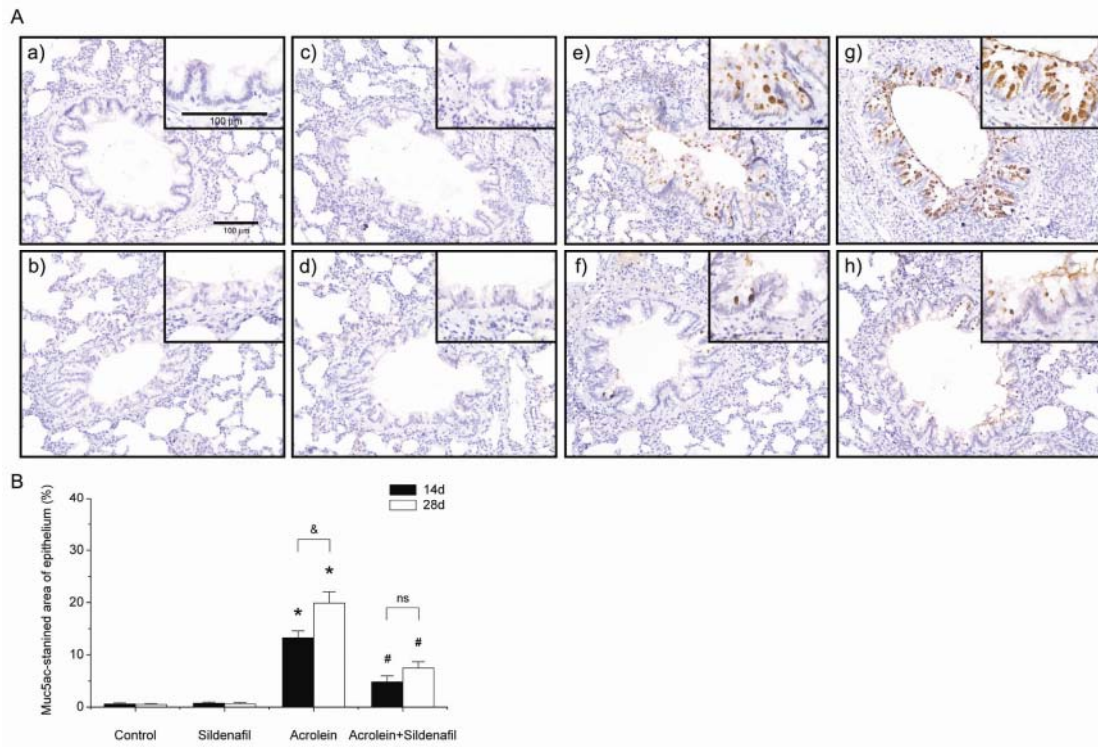 A
a)
c)
e)
g)
100 µm
100 µm
b)
d)
f)
h)
B
Muc5ac-stanined area of epithelium (%)
40
30
20
10
0
14d
28d
&
*
*
ns
#
#
Control Sildenafil Acrolein Acrolein+Sildenafil